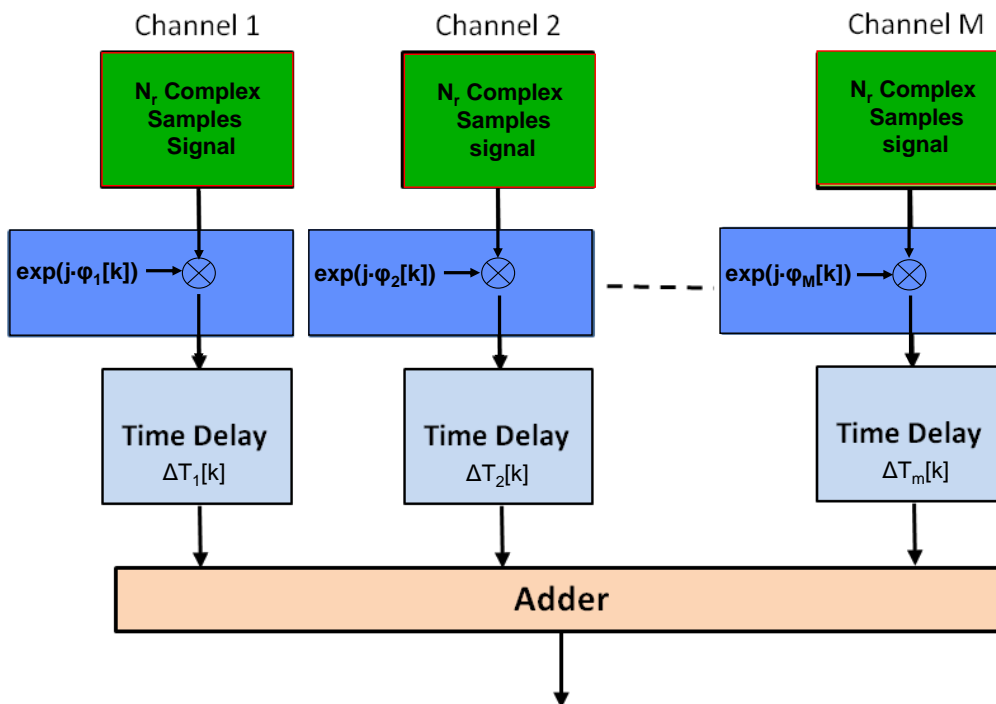 Channel 1
Channel 2
Channel M
Nr Complex
Samples
Signal
Nr Complex
Samples
signal
Nr Complex
Samples
signal
exp(j·φ1[k])
exp(j·φ2[k])
exp(j·φM[k])
Time Delay
ΔT1[k]
Time Delay
ΔT2[k]
Time Delay
ΔTm[k]
Adder